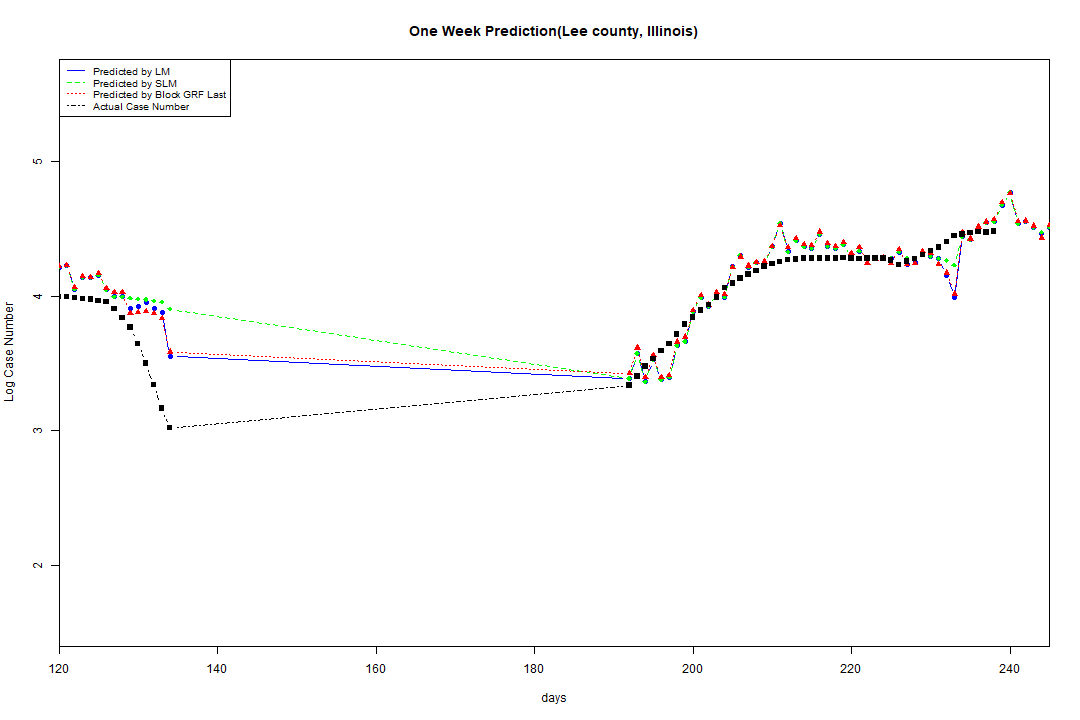 One Week Prediction(Lee county, Illinois)
Predicted by LM
Predicted by SLM
Predicted by Block GRF Last
Actual Case Number
5
4
3
2
Log Case Number
120 140 160 180 200 220 240
days